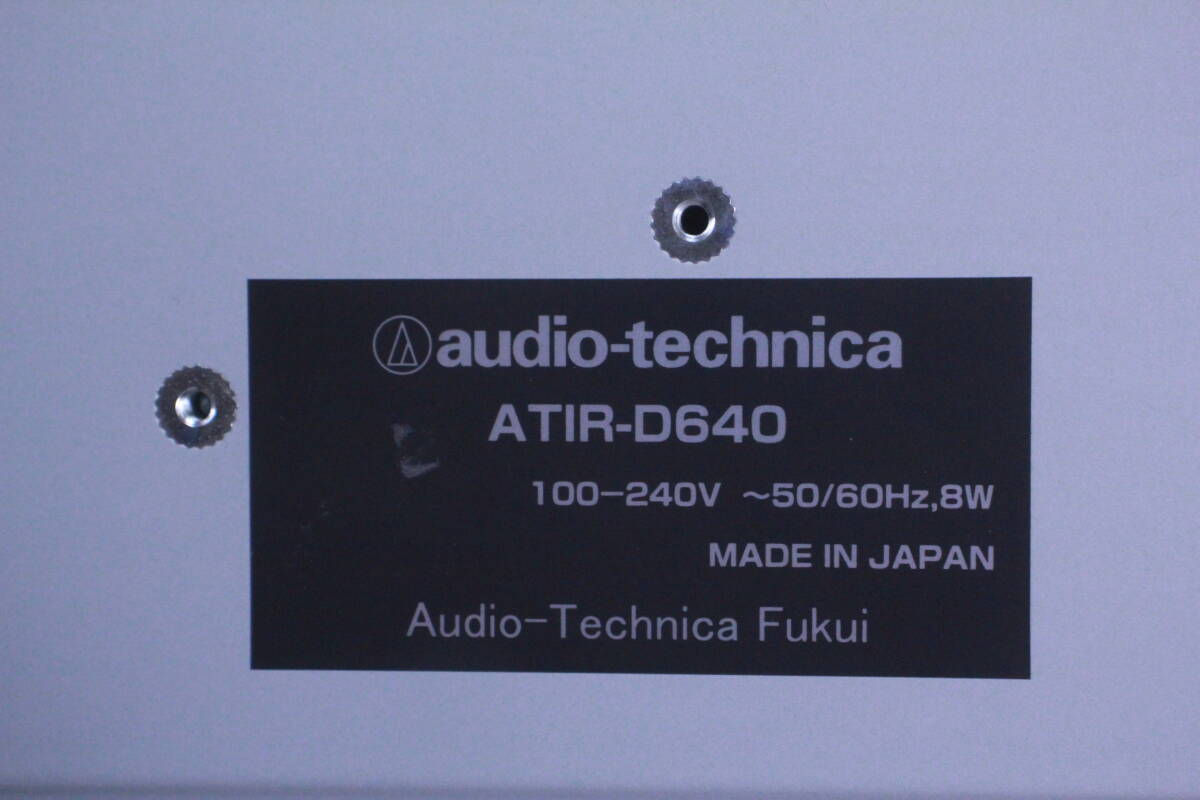 audio-technica
ATIR-D640
100-240V ~50/60Hz,8W
MADE IN JAPAN
Audio-Technica Fukui